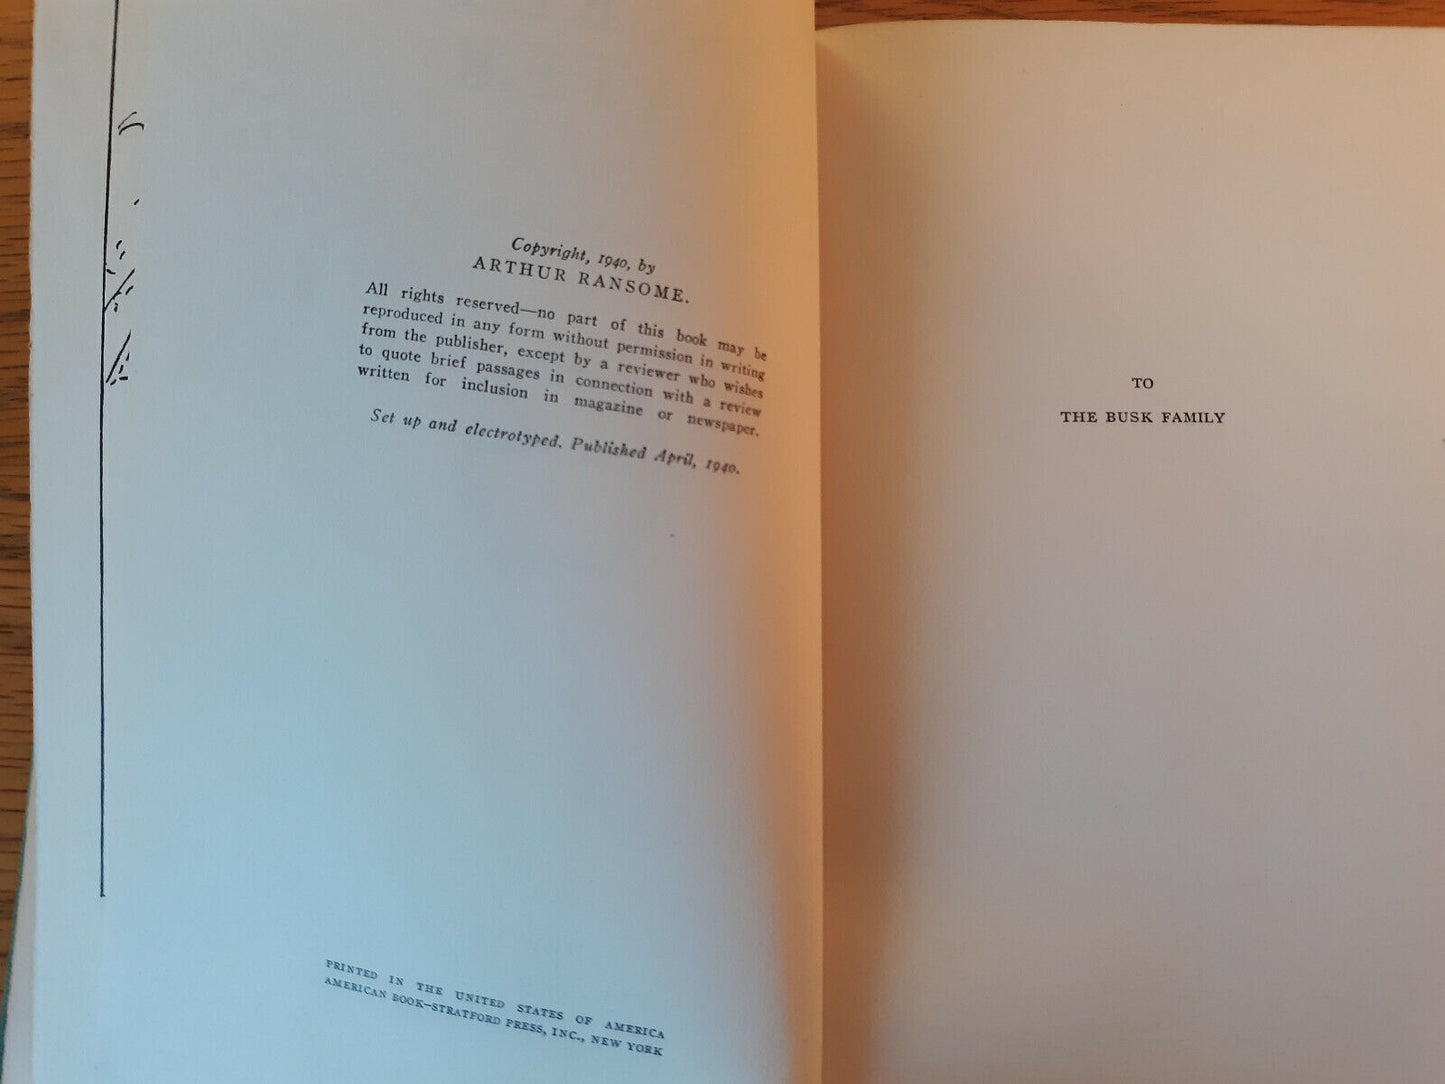 Copyright, 1940, by
ARTHUR RANSOME.
All rights reserved—no part of this book may be
reproduced in any form without permission in writing
from the publisher, except by a reviewer who wishes
to quote brief passages in connection with a review
written for inclusion in magazine or newspaper.
Set up and electrotyped. Published April, 1940.
PRINTED IN THE UNITED STATES OF AMERICA
AMERICAN BOOK–STRATFORD PRESS, INC., NEW YORK
TO
THE BUSK FAMILY